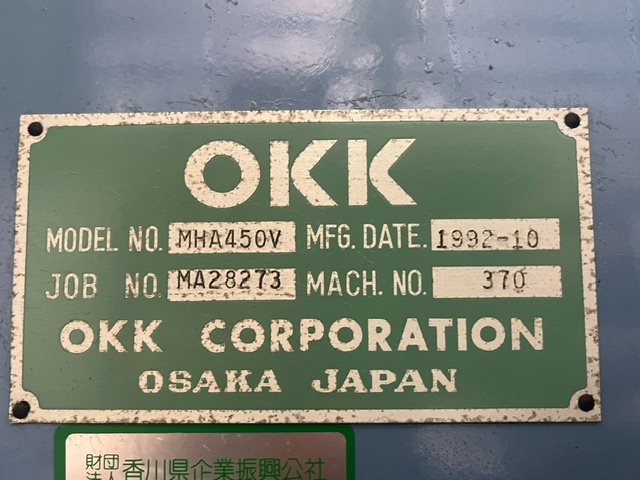 OKK
MODEL NO. MHA450V MFG. DATE. 1992-10
JOB NO. MA28273 MACH. NO. 370
OKK CORPORATION
OSAKA JAPAN
財団法人 香川県企業振興公社